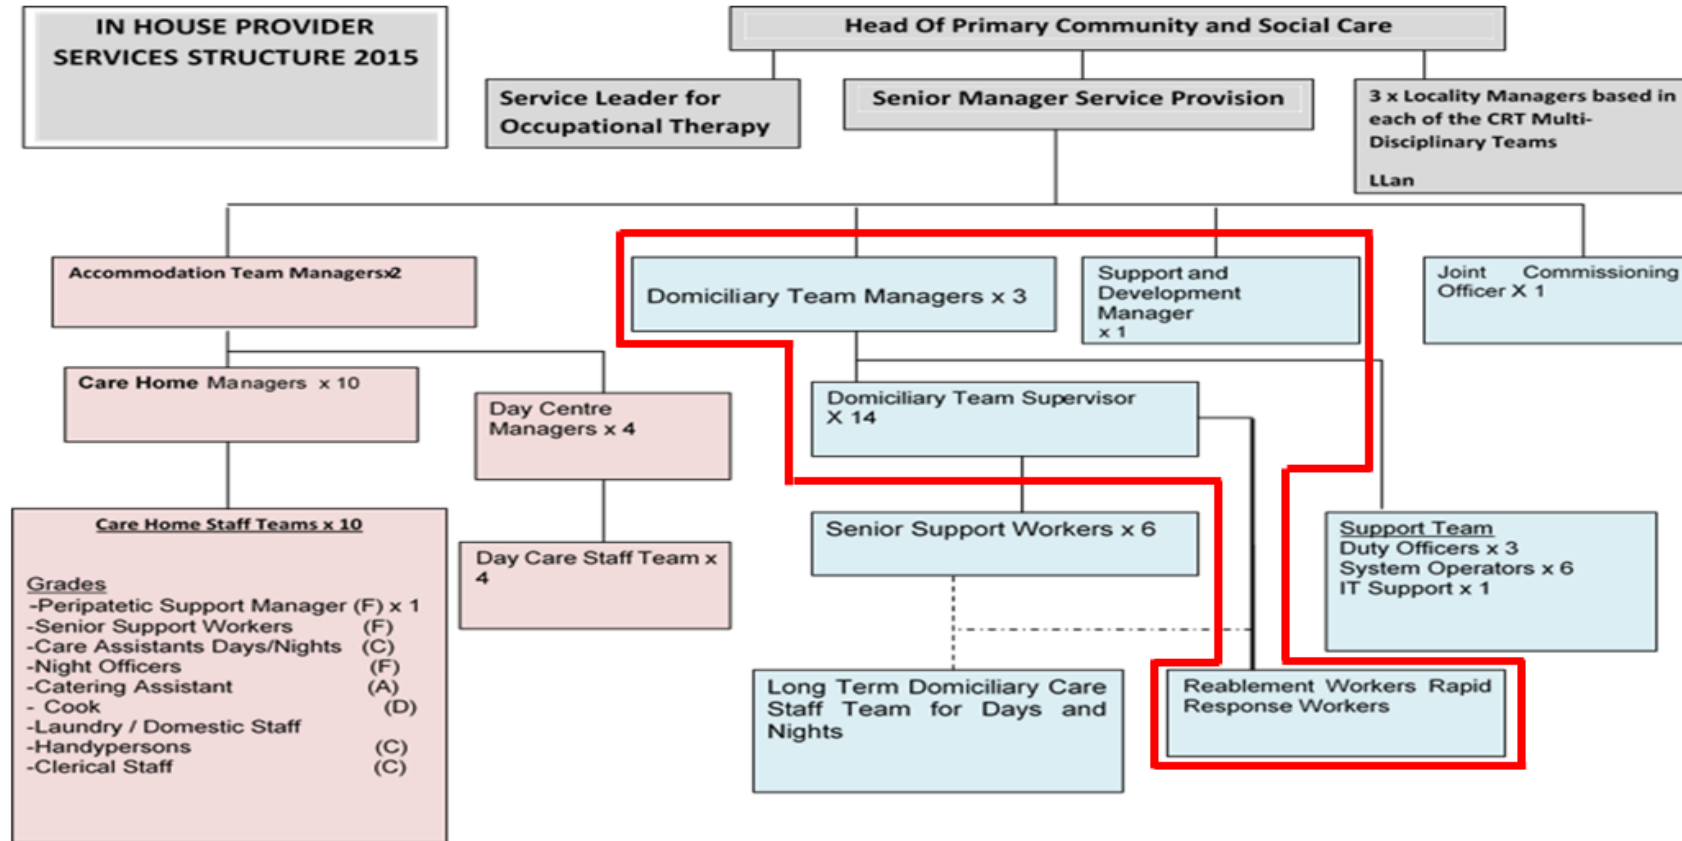 IN HOUSE PROVIDER
SERVICES STRUCTURE 2015
Head Of Primary Community and Social Care
Service Leader for
Occupational Therapy
Senior Manager Service Provision
3 x Locality Managers based in
each of the CRT Multi-
Disciplinary Teams
LLan
Accommodation Team Managersx2
Domiciliary Team Managers x 3
Support and
Development
Manager
x 1
Joint Commissioning
Officer X 1
Care Home Managers x 10
Day Centre
Managers x 4
Domiciliary Team Supervisor
X 14
Care Home Staff Teams x 10
Grades
-Peripatetic Support Manager (F) x 1
-Senior Support Workers (F)
-Care Assistants Days/Nights (C)
-Night Officers (F)
-Catering Assistant (A)
- Cook (D)
-Laundry / Domestic Staff
-Handypersons (C)
-Clerical Staff (C)
Day Care Staff Team x
4
Senior Support Workers x 6
Support Team
Duty Officers x 3
System Operators x 6
IT Support x 1
Long Term Domiciliary Care
Staff Team for Days and
Nights
Reablement Workers Rapid
Response Workers